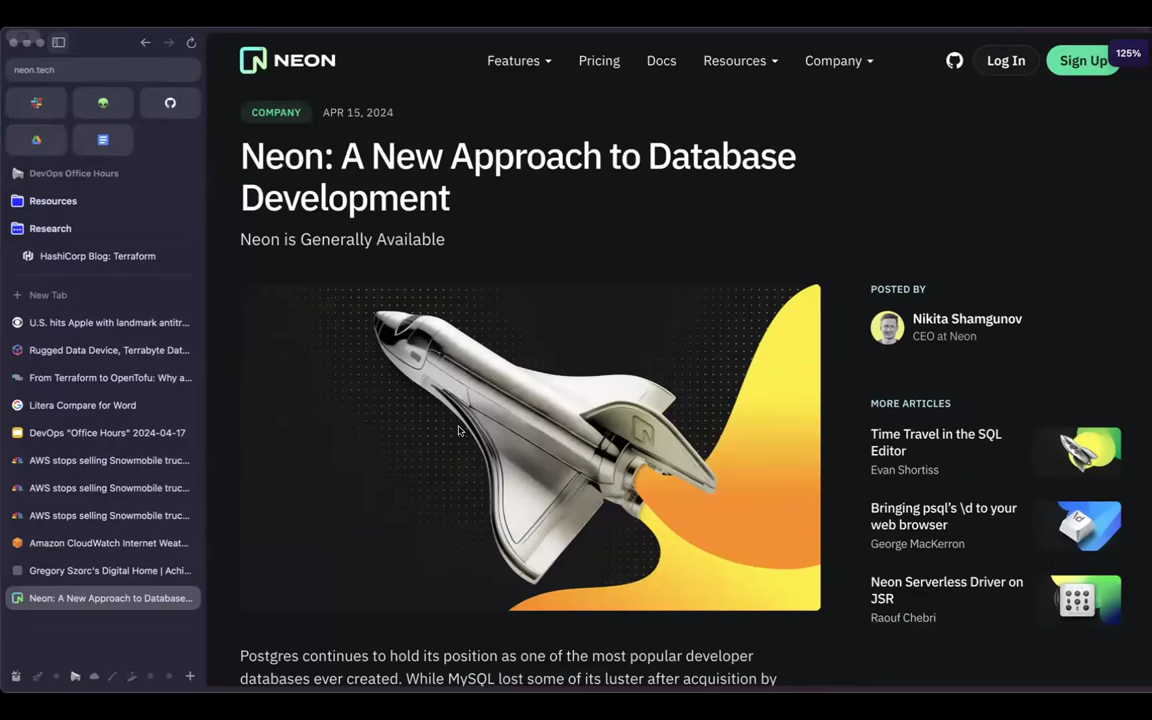 neon.tech
DevOps Office Hours
Resources
Research
HashiCorp Blog: Terraform
New Tab
U.S. hits Apple with landmark antitr...
Rugged Data Device, Terrabyte Dat...
From Terraform to OpenTofu: Why a...
Litera Compare for Word
DevOps "Office Hours" 2024-04-17
AWS stops selling Snowmobile truc...
AWS stops selling Snowmobile truc...
AWS stops selling Snowmobile truc...
Amazon CloudWatch Internet Weat...
Gregory Szorc's Digital Home | Achi...
Neon: A New Approach to Database...
NEON
Features
Pricing
Docs
Resources
Company
Log In
Sign Up
125%
COMPANY
APR 15, 2024
Neon: A New Approach to Database
Development
Neon is Generally Available
POSTED BY
Nikita Shamgunov
CEO at Neon
MORE ARTICLES
Time Travel in the SQL
Editor
Evan Shortiss
Bringing psql’s \d to your
web browser
George MacKerron
Neon Serverless Driver on
JSR
Raouf Chebri
Postgres continues to hold its position as one of the most popular developer
databases ever created. While MySQL lost some of its luster after acquisition by